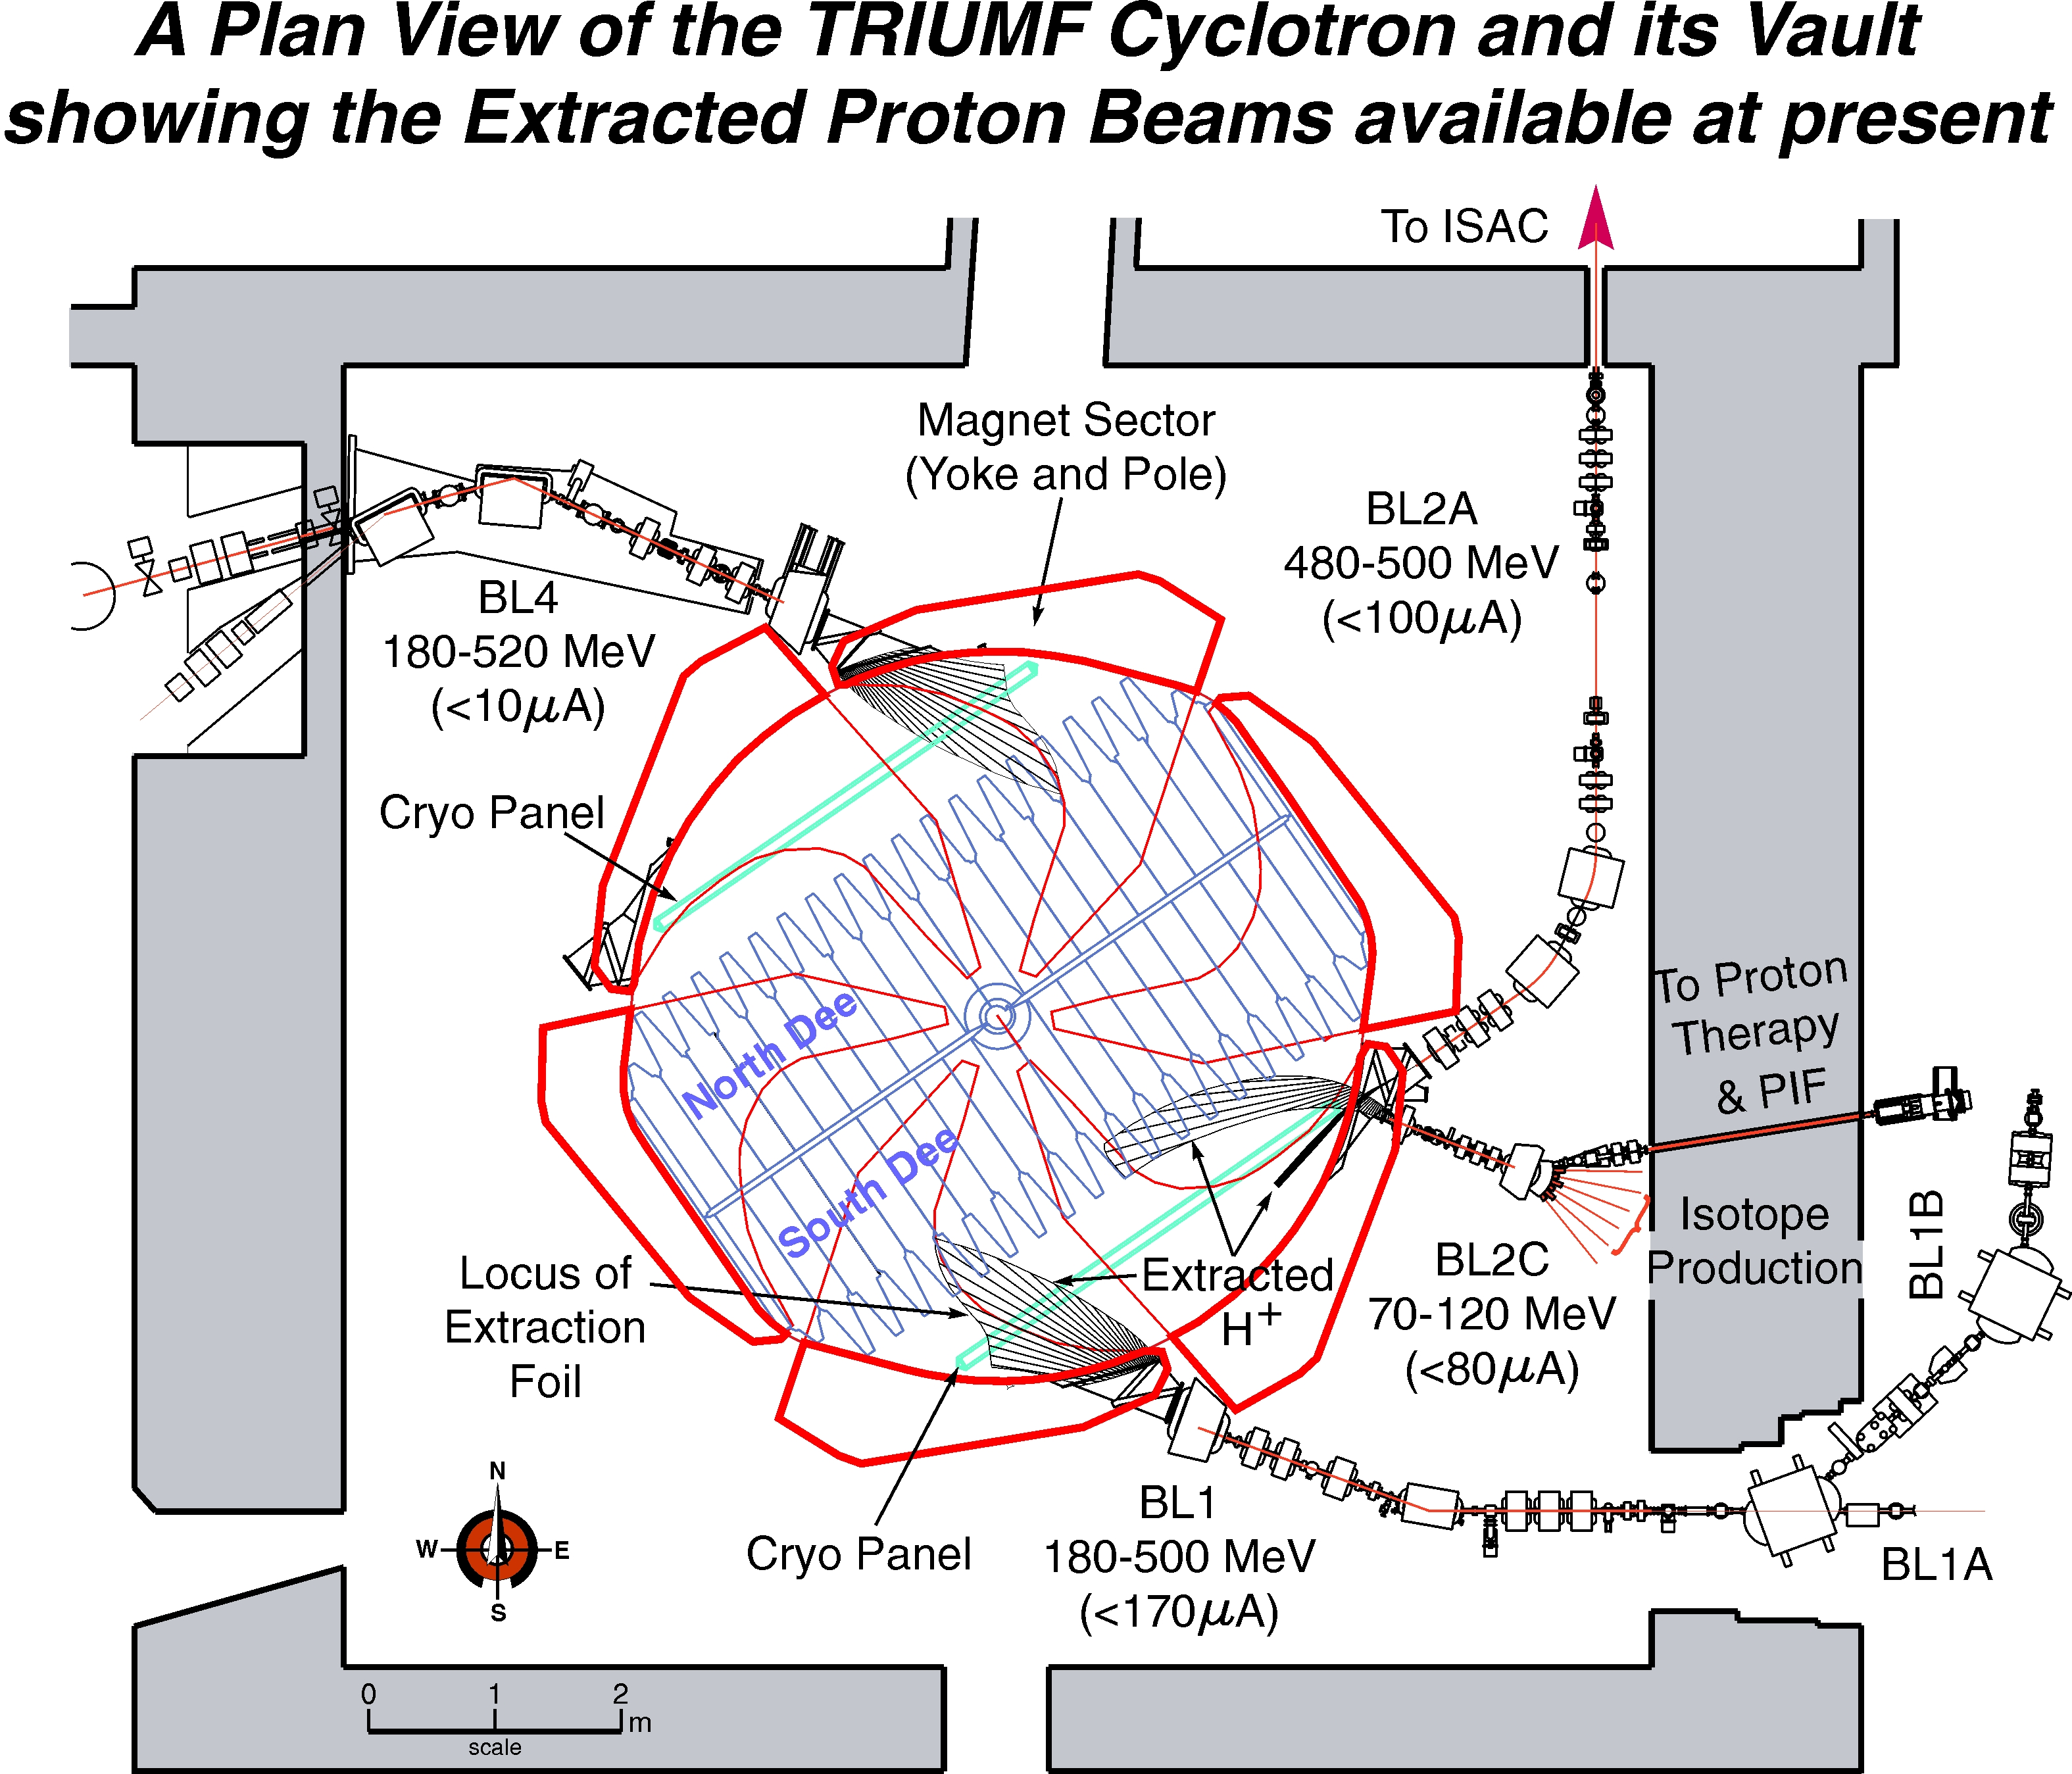 A Plan View of the TRIUMF Cyclotron and its Vault
showing the Extracted Proton Beams available at present
To ISAC
Magnet Sector
(Yoke and Pole)
BL2A
480-500 MeV
(<100μA)
BL4
180-520 MeV
(<10μA)
Cryo Panel
To Proton
Therapy
& PIF
North Dee
South Dee
Isotope
Production
BL1B
Locus of
Extraction
Foil
Extracted
H+
BL2C
70-120 MeV
(<80μA)
Cryo Panel
BL1
180-500 MeV
(<170μA)
BL1A
N
W E
S
0 1 2
m
scale